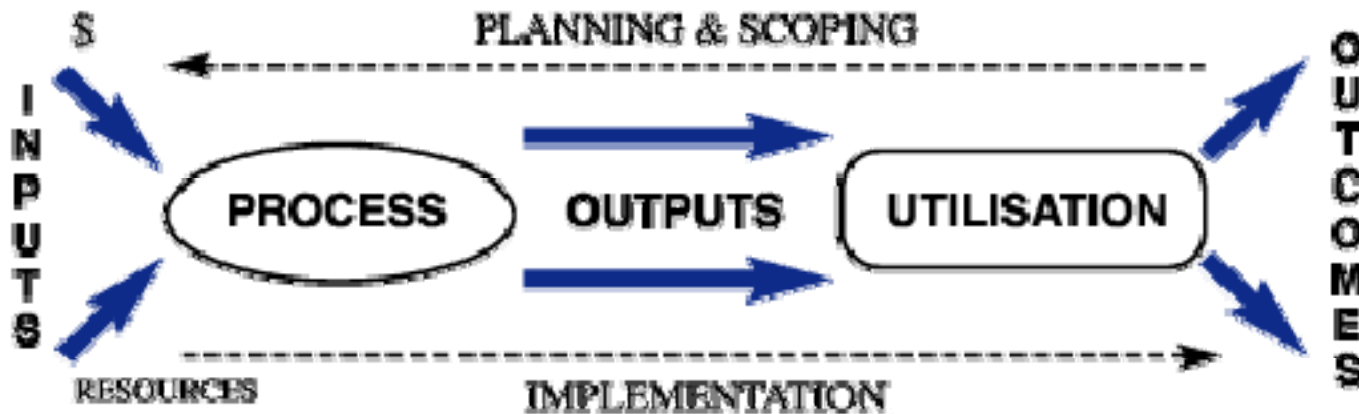 $
PLANNING & SCOPING
INPUTS
PROCESS
OUTPUTS
UTILISATION
OUTCOMES
RESOURCES
IMPLEMENTATION